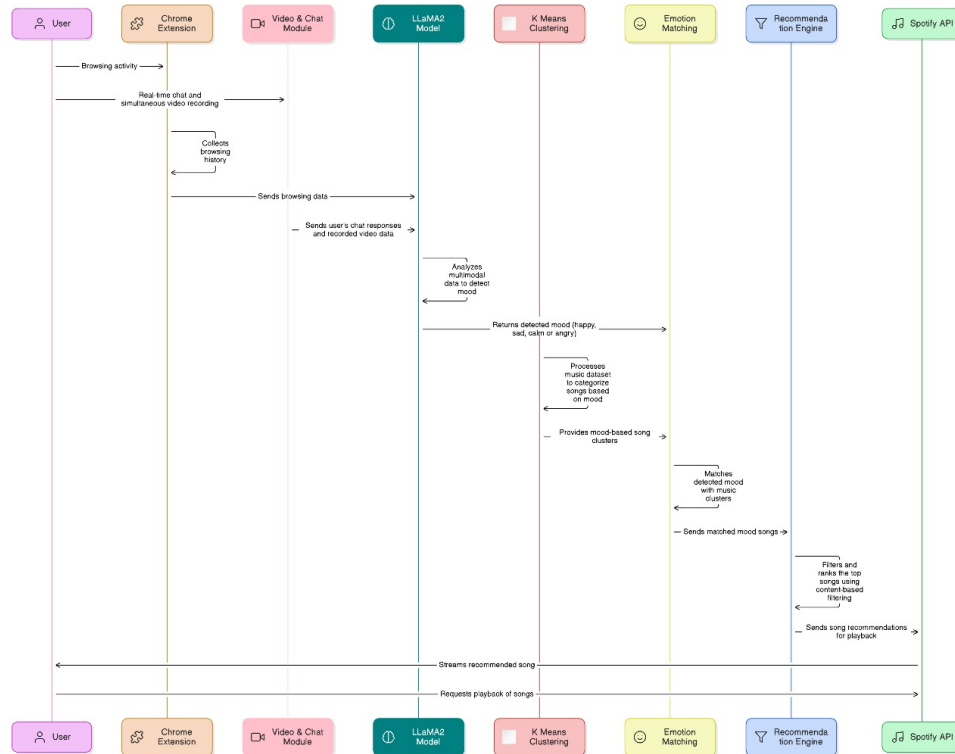 User
Chrome
Extension
Video & Chat
Module
LLaMA2
Model
K Means
Clustering
Emotion
Matching
Recommenda
tion Engine
Spotify API
Browsing activity
Real-time chat and
simultaneous video recording
Collects
browsing
history
Sends browsing data
Sends user's chat responses
and recorded video data
Analyzes
multimodal
data to detect
mood
Returns detected mood (happy,
sad, calm or angry)
Processes
music dataset
to categorize
songs based
on mood
Provides mood-based song
clusters
Matches
detected mood
with music
clusters
Sends matched mood songs
Filters and
ranks the top
songs using
content-based
filtering
Sends song recommendations
for playback
Streams recommended song
Requests playback of songs
User
Chrome
Extension
Video & Chat
Module
LLaMA2
Model
K Means
Clustering
Emotion
Matching
Recommenda
tion Engine
Spotify API